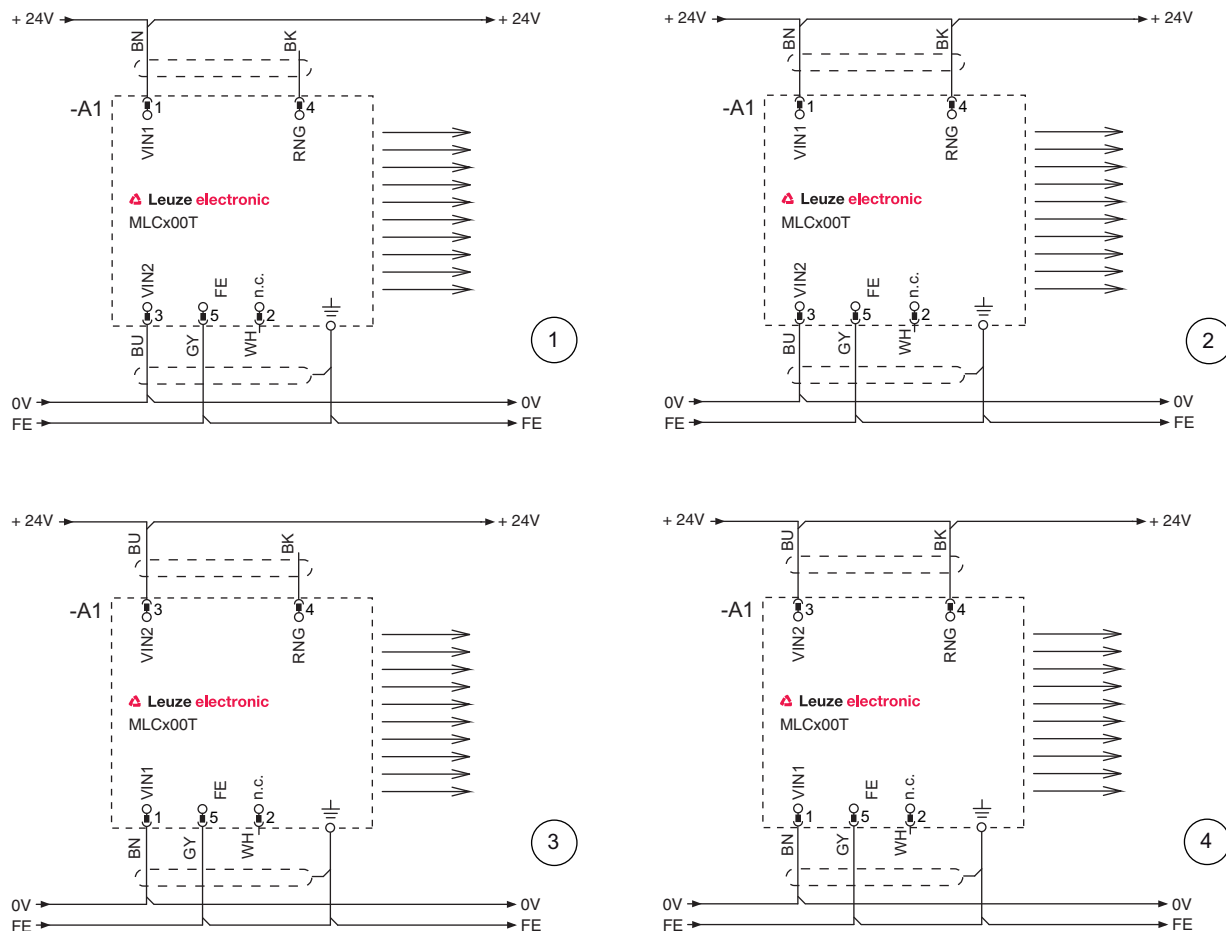 + 24V
+ 24V
BN
BK
-A1
1
4
VIN1
RNG
Leuze electronic
MLCx00T
VIN2
FE
n.c.
3
5
2
BU
GY
WH
1
0V
0V
FE
FE
+ 24V
+ 24V
BN
BK
-A1
1
4
VIN1
RNG
Leuze electronic
MLCx00T
VIN2
FE
n.c.
3
5
2
BU
GY
WH
2
0V
0V
FE
FE
+ 24V
+ 24V
BU
BK
-A1
3
4
VIN2
RNG
Leuze electronic
MLCx00T
VIN1
FE
n.c.
1
5
2
BN
GY
WH
3
0V
0V
FE
FE
+ 24V
+ 24V
BU
BK
-A1
3
4
VIN2
RNG
Leuze electronic
MLCx00T
VIN1
FE
n.c.
1
5
2
BN
GY
WH
4
0V
0V
FE
FE